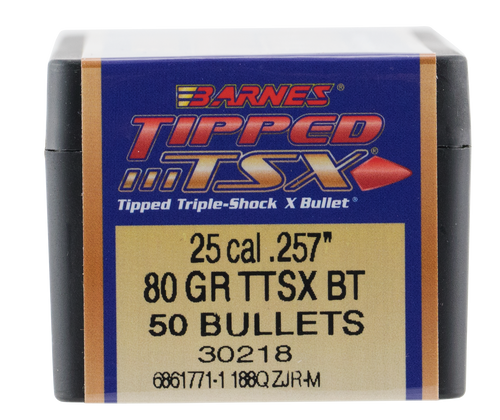 BARNES®
TIPPED
TSX
Tipped Triple-Shock X Bullet®
25 cal .257"
80 GR TTSX BT
50 BULLETS
30218
6861771-1 188Q ZJR-M